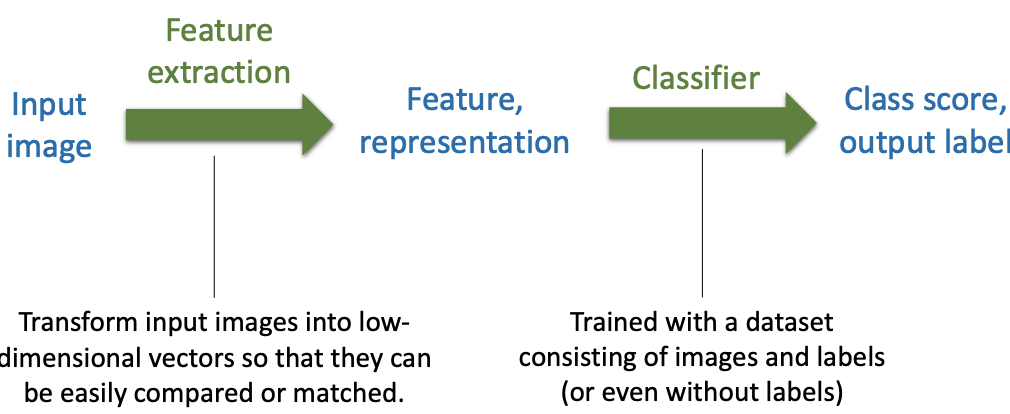 Feature
extraction
Classifier
Input
image
Feature,
representation
Class score,
output label
Transform input images into low-
dimensional vectors so that they can
be easily compared or matched.
Trained with a dataset
consisting of images and labels
(or even without labels)